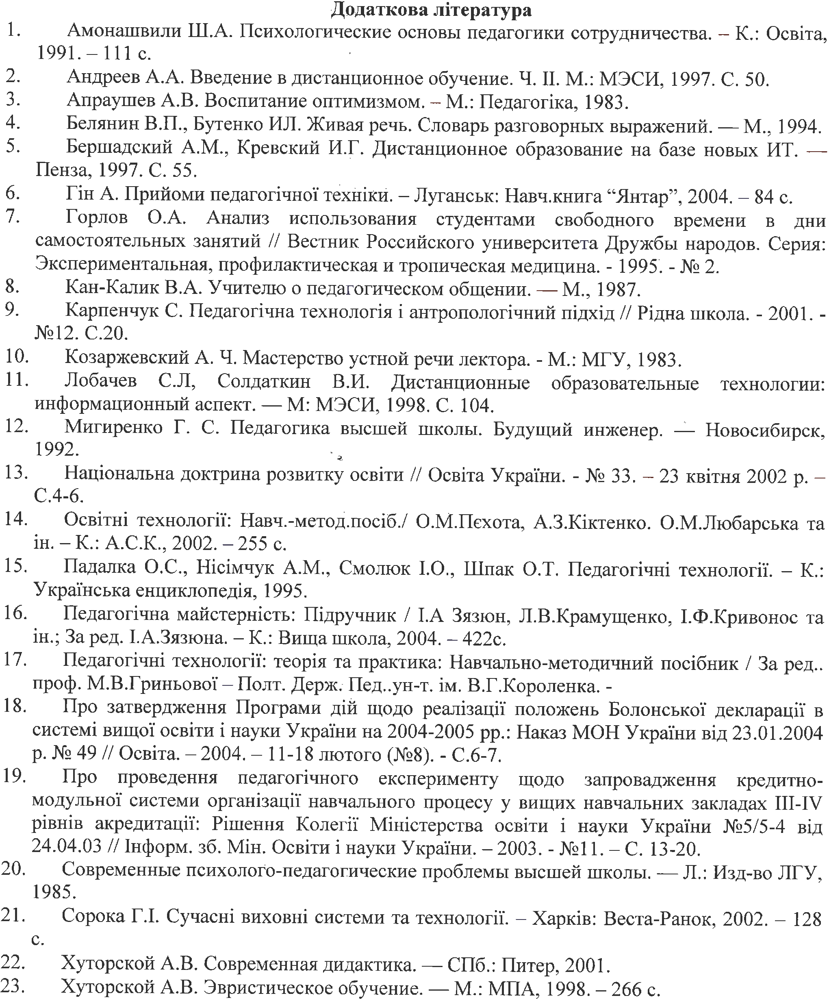 Додаткова література
1. Амонашвили Ш.А. Психологические основы педагогики сотрудничества. – К.: Освіта,
1991. – 111 с.
2. Андреев А.А. Введение в дистанционное обучение. Ч. II. М.: МЭСИ, 1997. С. 50.
3. Апраушев А.В. Воспитание оптимизмом. – М.: Педагогіка, 1983.
4. Белянин В.П., Бутенко ИЛ. Живая речь. Словарь разговорных выражений. — М., 1994.
5. Бершадский А.М., Кревский И.Г. Дистанционное образование на базе новых ИТ. —
Пенза, 1997. С. 55.
6. Гін А. Прийоми педагогічної техніки. – Луганськ: Навч.книга “Янтар”, 2004. – 84 с.
7. Горлов О.А. Анализ использования студентами свободного времени в дни
самостоятельных занятий // Вестник Российского университета Дружбы народов. Серия:
Экспериментальная, профилактическая и тропическая медицина. - 1995. - № 2.
8. Кан-Калик В.А. Учителю о педагогическом общении. — М., 1987.
9. Карпенчук С. Педагогічна технологія і антропологічний підхід // Рідна школа. - 2001. -
№12. С.20.
10. Козаржевский А. Ч. Мастерство устной речи лектора. - М.: МГУ, 1983.
11. Лобачев С.Л, Солдаткин В.И. Дистанционные образовательные технологии:
информационный аспект. — М: МЭСИ, 1998. С. 104.
12. Мигиренко Г. С. Педагогика высшей школы. Будущий инженер. — Новосибирск,
1992.
13. Національна доктрина розвитку освіти // Освіта України. - № 33. – 23 квітня 2002 р. –
С.4-6.
14. Освітні технології: Навч.-метод.посіб./ О.М.Пєхота, А.З.Кіктенко. О.М.Любарська та
ін. – К.: А.С.К., 2002. – 255 с.
15. Падалка О.С., Нісімчук А.М., Смолюк І.О., Шпак О.Т. Педагогічні технології. – К.:
Українська енциклопедія, 1995.
16. Педагогічна майстерність: Підручник / І.А Зязюн, Л.В.Крамущенко, І.Ф.Кривонос та
ін.; За ред. І.А.Зязюна. – К.: Вища школа, 2004. – 422с.
17. Педагогічні технології: теорія та практика: Навчально-методичний посібник / За ред..
проф. М.В.Гриньової – Полт. Держ. Пед..ун-т. ім. В.Г.Короленка. -
18. Про затвердження Програми дій щодо реалізації положень Болонської декларації в
системі вищої освіти і науки України на 2004-2005 рр.: Наказ МОН України від 23.01.2004
р. № 49 // Освіта. – 2004. – 11-18 лютого (№8). - С.6-7.
19. Про проведення педагогічного експерименту щодо запровадження кредитно-
модульної системи організації навчального процесу у вищих навчальних закладах III-IV
рівнів акредитації: Рішення Колегії Міністерства освіти і науки України №5/5-4 від
24.04.03 // Інформ. зб. Мін. Освіти і науки України. – 2003. - №11. – С. 13-20.
20. Современные психолого-педагогические проблемы высшей школы. — Л.: Изд-во ЛГУ,
1985.
21. Сорока Г.І. Сучасні виховні системи та технології. – Харків: Веста-Ранок, 2002. – 128
с.
22. Хуторской А.В. Современная дидактика. — СПб.: Питер, 2001.
23. Хуторской А.В. Эвристическое обучение. — М.: МПА, 1998. – 266 с.